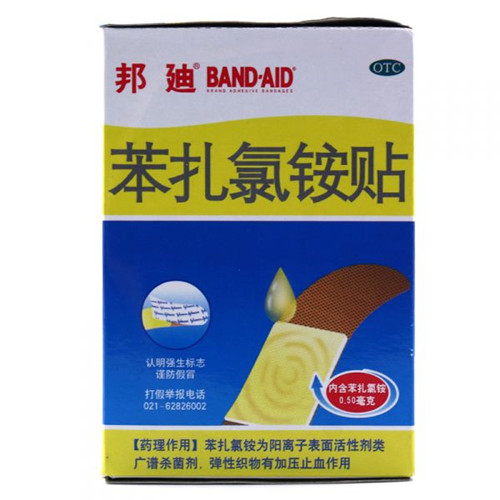 邦廸® BAND-AID®
BRAND ADHESIVE BANDAGES
OTC
苯扎氯铵贴
认明强生标志
谨防假冒
打假举报电话
021-62826002
内含苯扎氯铵
0.50毫克
【药理作用】苯扎氯铵为阳离子表面活性剂类
广谱杀菌剂,弹性织物有加压止血作用